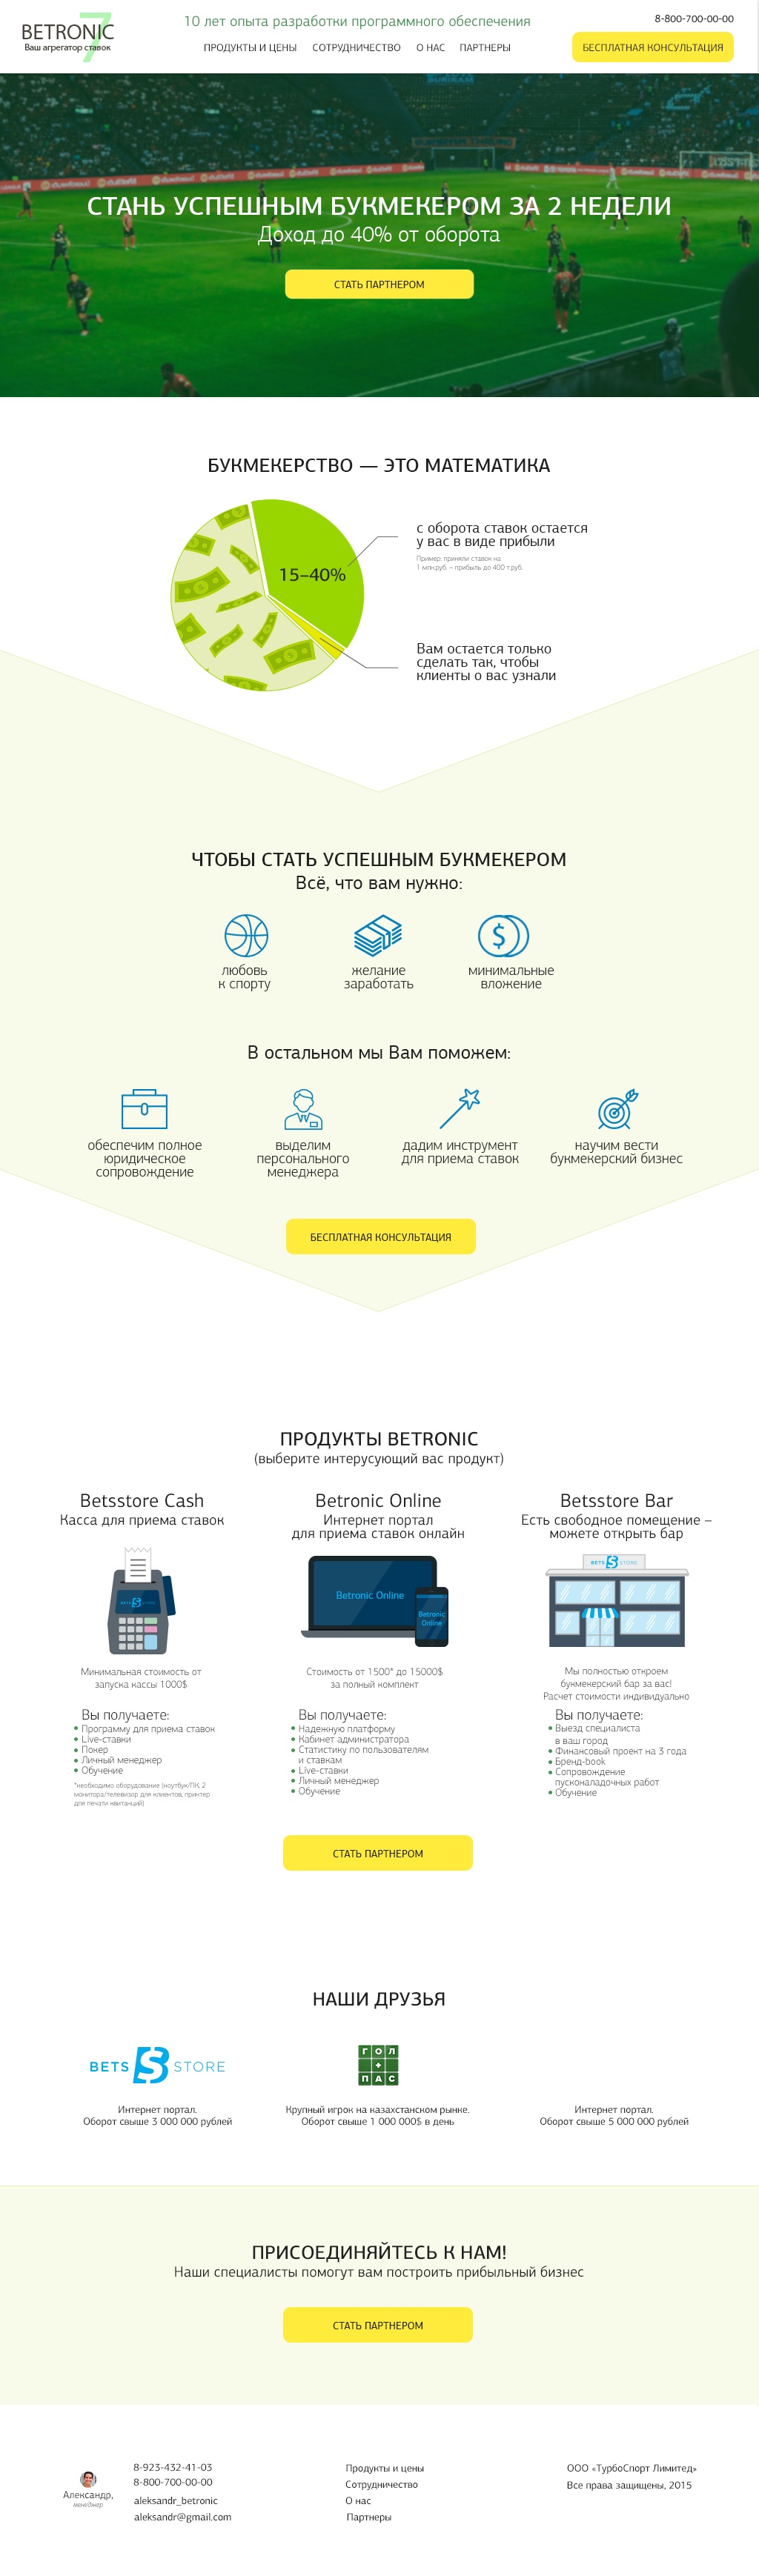 BETRONIC 7
Ваш агрегатор ставок
10 лет опыта разработки программного обеспечения
ПРОДУКТЫ И ЦЕНЫ СОТРУДНИЧЕСТВО О НАС ПАРТНЕРЫ
8-800-700-00-00
БЕСПЛАТНАЯ КОНСУЛЬТАЦИЯ
СТАНЬ УСПЕШНЫМ БУКМЕКЕРОМ ЗА 2 НЕДЕЛИ
Доход до 40% от оборота
СТАТЬ ПАРТНЕРОМ
БУКМЕКЕРСТВО — ЭТО МАТЕМАТИКА
15–40%
с оборота ставок остается
у вас в виде прибыли
Пример: приняли ставок на
1 млн.руб. – прибыль до 400 т.руб.
Вам остается только
сделать так, чтобы
клиенты о вас узнали
ЧТОБЫ СТАТЬ УСПЕШНЫМ БУКМЕКЕРОМ
Всё, что вам нужно:
любовь
к спорту
желание
заработать
минимальные
вложение
В остальном мы Вам поможем:
обеспечим полное
юридическое
сопровождение
выделим
персонального
менеджера
дадим инструмент
для приема ставок
научим вести
букмекерский бизнес
БЕСПЛАТНАЯ КОНСУЛЬТАЦИЯ
ПРОДУКТЫ BETRONIC
(выберите интерусующий вас продукт)
Betsstore Cash
Касса для приема ставок
BETS STORE
Минимальная стоимость от
запуска кассы 1000$
Вы получаете:
Программу для приема ставок
Live-ставки
Покер
Личный менеджер
Обучение
*необходимо оборудование (ноутбук/ПК, 2
монитора/телевизор для клиентов, принтер
для печати квитанций)
Betronic Online
Интернет портал
для приема ставок онлайн
Betronic Online
Betronic
Online
Стоимость от 1500* до 15000$
за полный комплект
Вы получаете:
Надежную платформу
Кабинет администратора
Статистику по пользователям
и ставкам
Live-ставки
Личный менеджер
Обучение
Betsstore Bar
Есть свободное помещение –
можете открыть бар
BETS STORE
Мы полностью откроем
букмекерский бар за вас!
Расчет стоимости индивидуально
Вы получаете:
Выезд специалиста
в ваш город
Финансовый проект на 3 года
Бренд-book
Сопровождение
пусконаладочных работ
Обучение
СТАТЬ ПАРТНЕРОМ
НАШИ ДРУЗЬЯ
BETS STORE
Интернет портал.
Оборот свыше 3 000 000 рублей
ГОЛ
+
ПАС
Крупный игрок на казахстанском рынке.
Оборот свыше 1 000 000$ в день
Интернет портал.
Оборот свыше 5 000 000 рублей
ПРИСОЕДИНЯЙТЕСЬ К НАМ!
Наши специалисты помогут вам построить прибыльный бизнес
СТАТЬ ПАРТНЕРОМ
Александр,
менеджер
8-923-432-41-03
8-800-700-00-00
aleksandr_betronic
aleksandr@gmail.com
Продукты и цены
Сотрудничество
О нас
Партнеры
ООО «ТурбоСпорт Лимитед»
Все права защищены, 2015